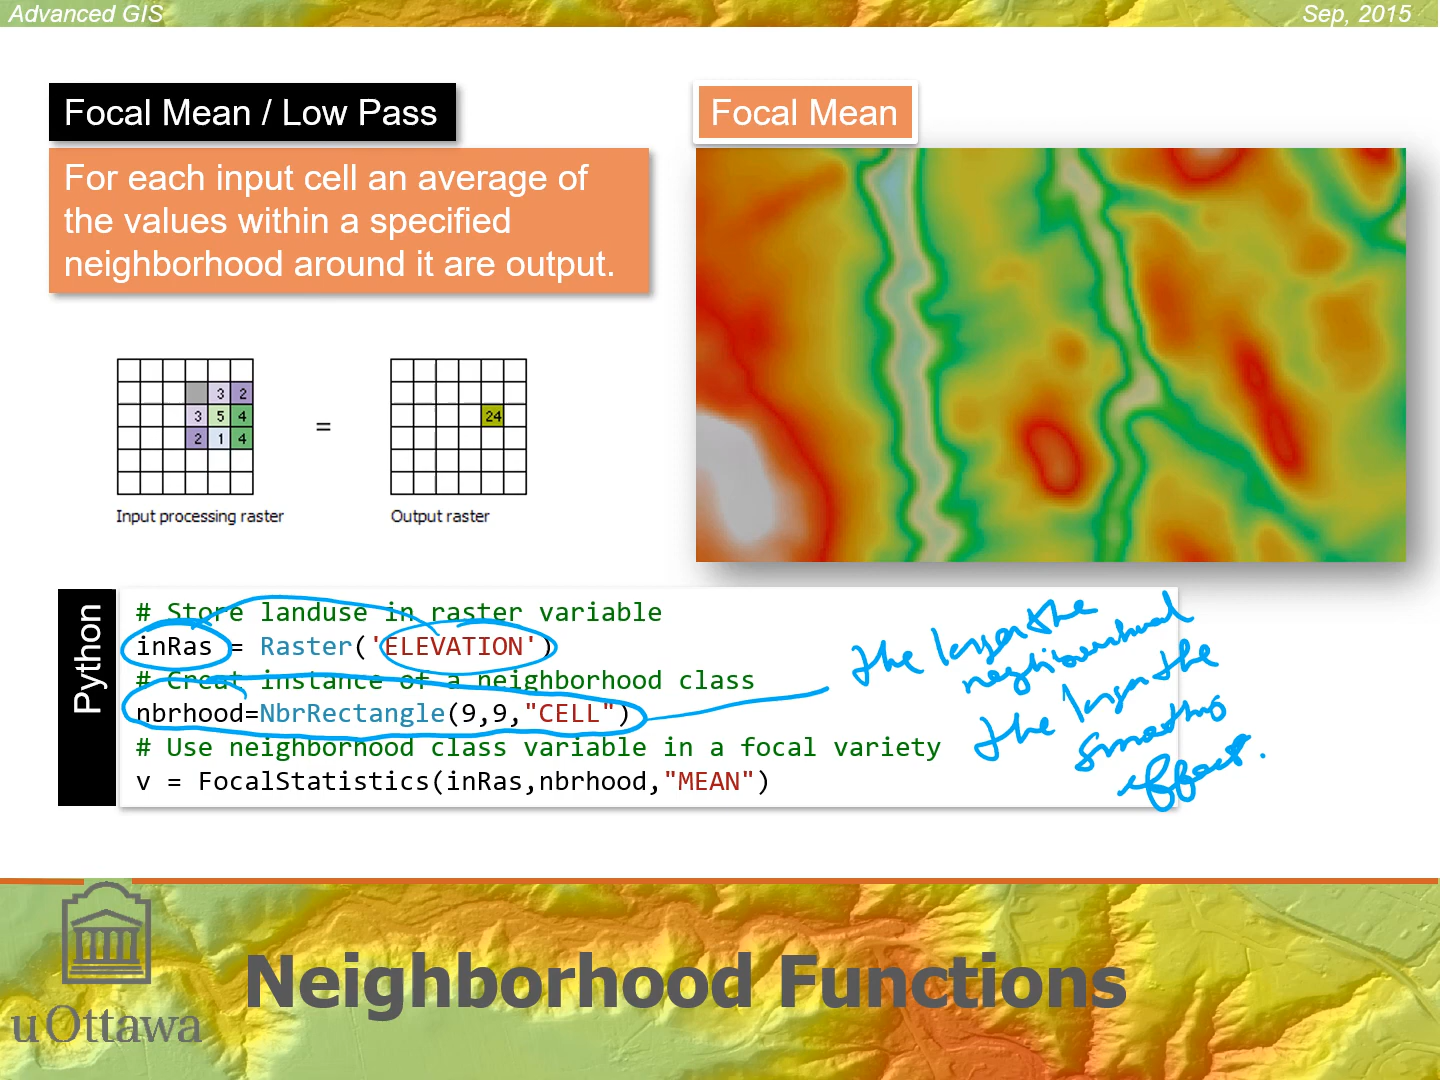 Advanced GIS
Sep, 2015
Focal Mean / Low Pass
For each input cell an average of
the values within a specified
neighborhood around it are output.
Focal Mean
3 2
3 5 4
2 1 4
=
24
Input processing raster
Output raster
Python
# Store landuse in raster variable
inRas = Raster('ELEVATION')
# Creat instance of a neighborhood class
nbrhood=NbrRectangle(9,9,"CELL")
# Use neighborhood class variable in a focal variety
v = FocalStatistics(inRas,nbrhood,"MEAN")
the larger the
neighbourhood
the larger the
smoothing
effect.
uOttawa
Neighborhood Functions